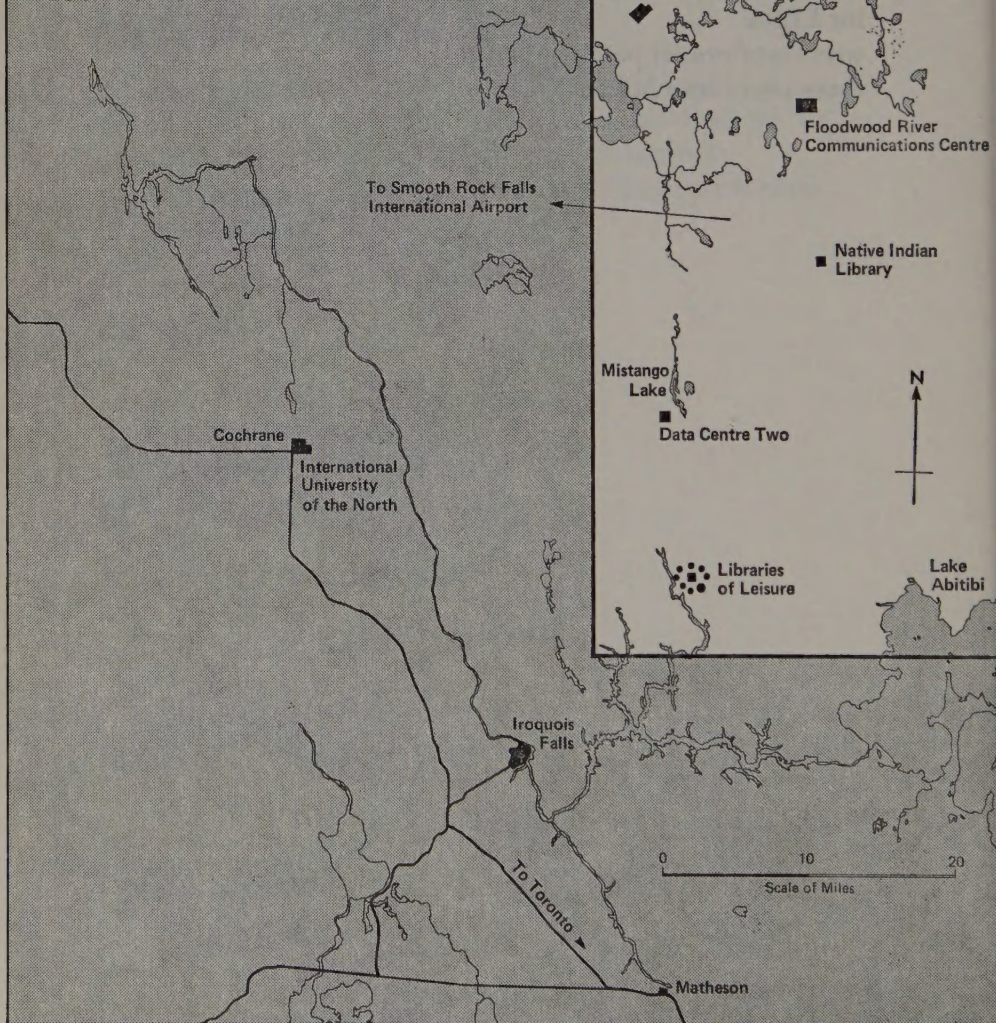 Floodwood River
Communications Centre
To Smooth Rock Falls
International Airport
Native Indian
Library
Mistango
Lake
N
Data Centre Two
Cochrane
International
University
of the North
Libraries
of Leisure
Lake
Abitibi
Iroquois
Falls
0 10 20
Scale of Miles
To Toronto
Matheson